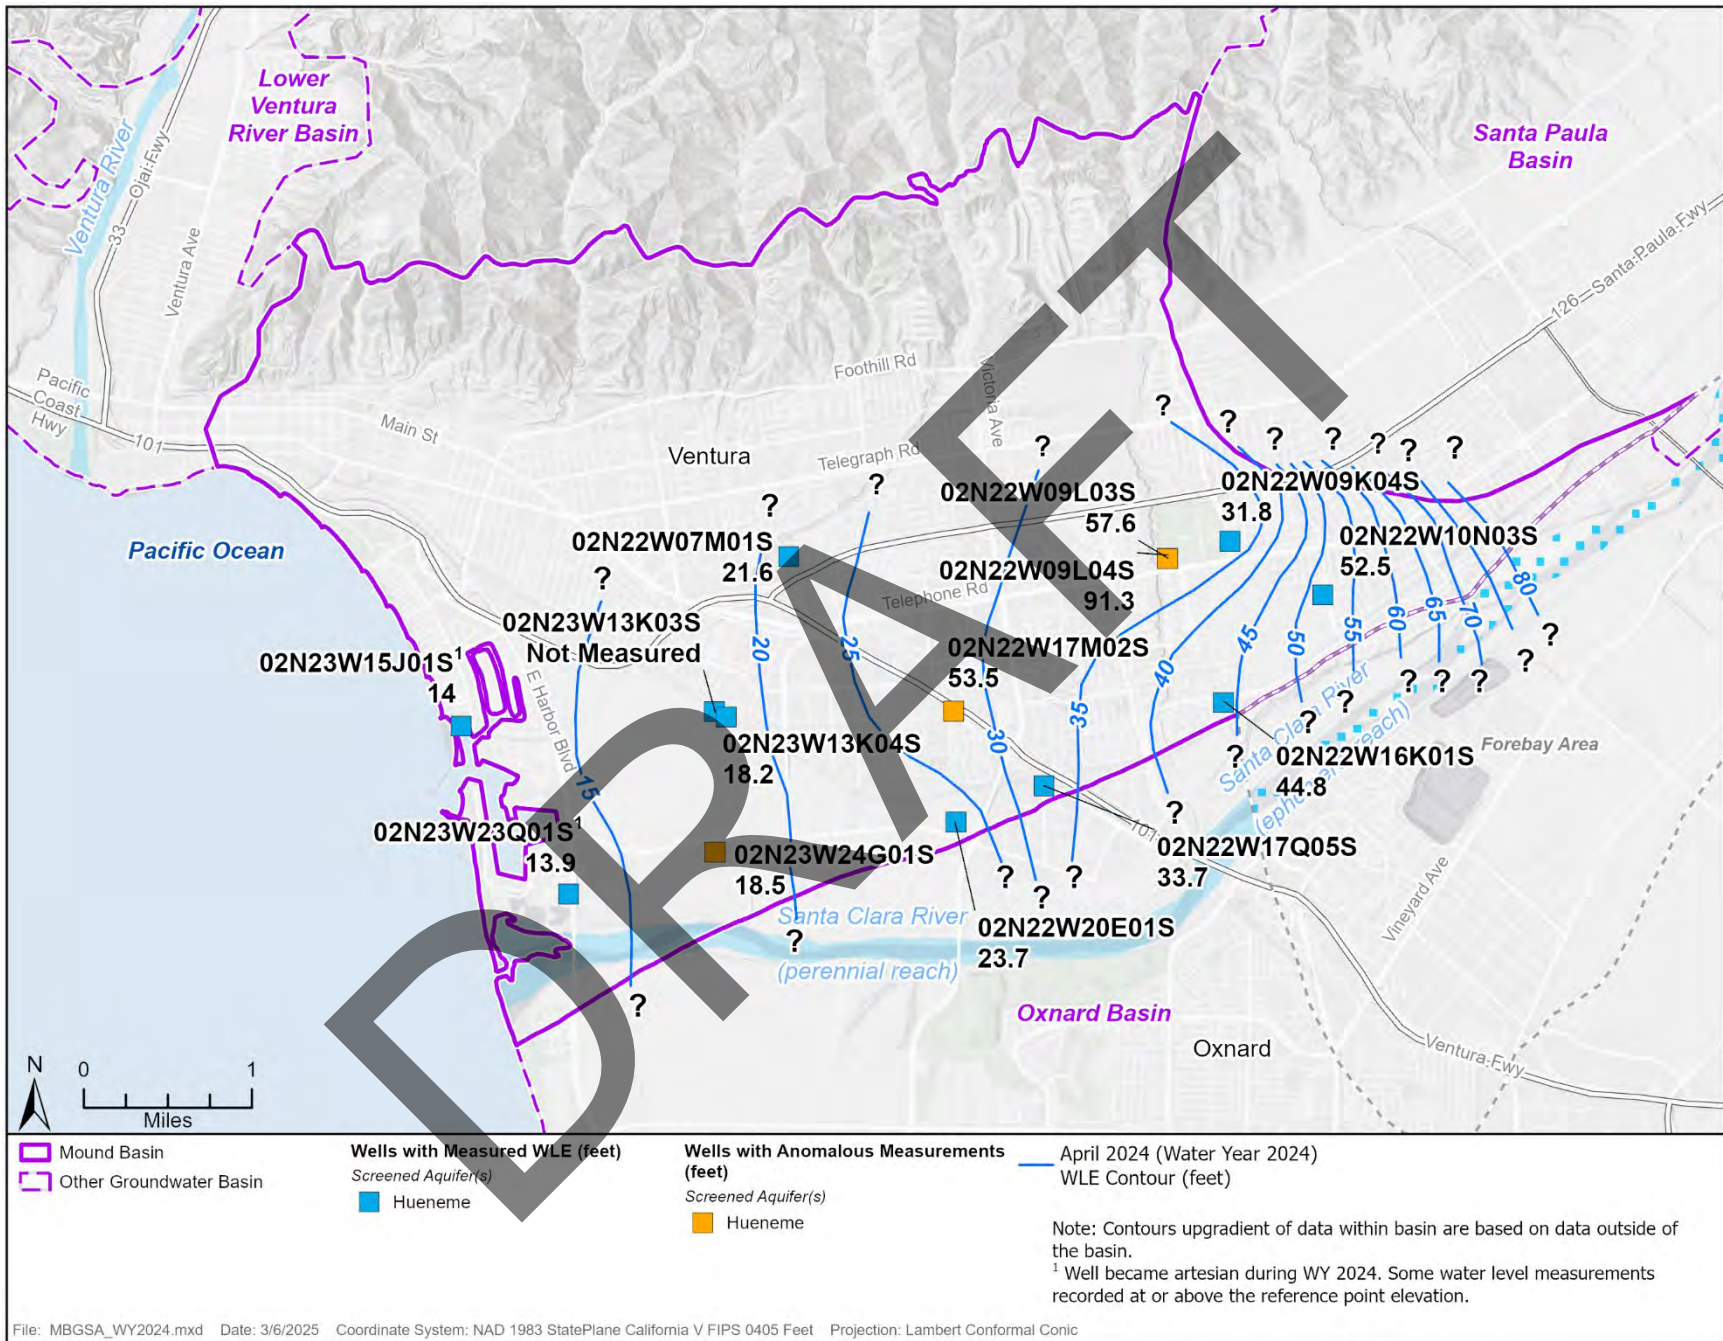 Lower
Ventura
River Basin
Santa Paula
Basin
Ventura River
33
Ojai Fwy
Ventura Ave
126
Santa Paula Fwy
Pacific
Coast
Hwy
101
Main St
Foothill Rd
Victoria Ave
Ventura
Telegraph Rd
?
?
?
?
?
?
?
?
?
?
02N22W09L03S
57.6
02N22W09K04S
31.8
02N22W10N03S
52.5
Pacific Ocean
02N22W07M01S
21.6
?
02N22W09L04S
91.3
Telephone Rd
02N23W13K03S
Not Measured
02N22W17M02S
53.5
02N23W15J01S1
14
E Harbor Blvd
15
20
25
30
35
40
45
50
55
60
65
70
80
?
?
?
?
?
?
?
?
?
Santa Clara River
(ephemeral reach)
Forebay Area
02N23W13K04S
18.2
02N22W16K01S
44.8
02N23W23Q01S1
13.9
02N23W24G01S
18.5
101
?
02N22W17Q05S
33.7
Vineyard Ave
?
?
?
Santa Clara River
(perennial reach)
?
02N22W20E01S
23.7
?
Oxnard Basin
Oxnard
Ventura Fwy
DRAFT
N
0 1
Miles
Mound Basin
Other Groundwater Basin
Wells with Measured WLE (feet)
Screened Aquifer(s)
Hueneme
Wells with Anomalous Measurements
(feet)
Screened Aquifer(s)
Hueneme
April 2024 (Water Year 2024)
WLE Contour (feet)
Note: Contours upgradient of data within basin are based on data outside of
the basin.
1 Well became artesian during WY 2024. Some water level measurements
recorded at or above the reference point elevation.
File: MBGSA_WY2024.mxd Date: 3/6/2025 Coordinate System: NAD 1983 StatePlane California V FIPS 0405 Feet Projection: Lambert Conformal Conic